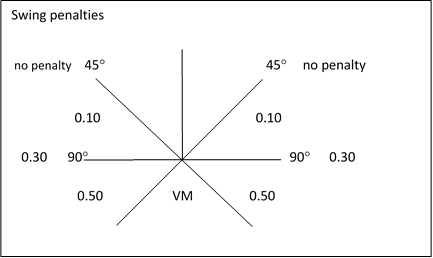 Swing penalties
no penalty 45° 45° no penalty
0.10 0.10
0.30 90° 90° 0.30
0.50 VM 0.50